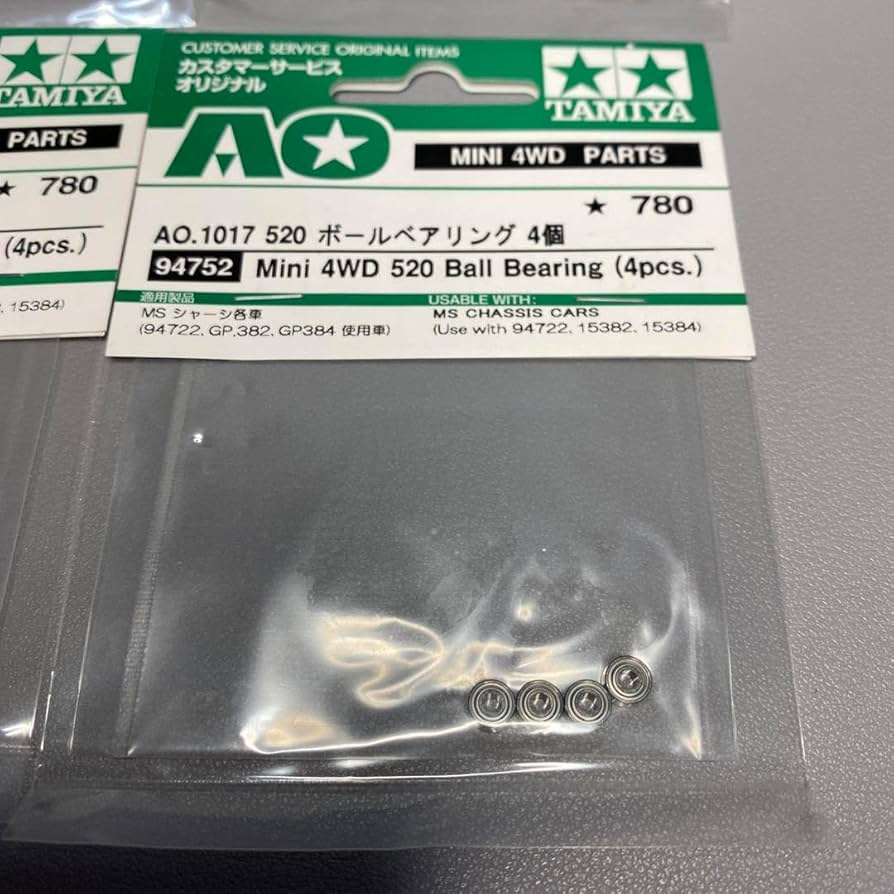 TAMIYA
PARTS
★ 780
(4pcs.)
15384)
CUSTOMER SERVICE ORIGINAL ITEMS
カスタマーサービス
オリジナル
AO
TAMIYA
MINI 4WD PARTS
★ 780
AO.1017 520 ボールベアリング 4個
94752 Mini 4WD 520 Ball Bearing (4pcs.)
適用製品
MS シャーシ各車
(94722、GP.382、GP384 使用車)
USABLE WITH:
MS CHASSIS CARS
(Use with 94722, 15382, 15384)